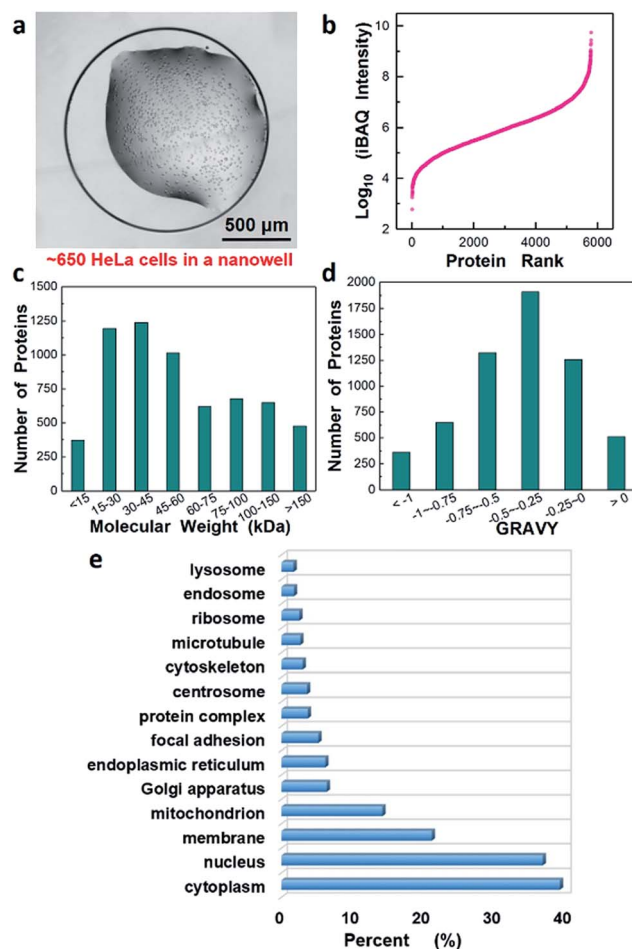 a
500 µm
~650 HeLa cells in a nanowell
b
Log₁₀ (iBAQ Intensity)
10
8
6
4
2
0 2000 4000 6000
Protein Rank
c
Number of Proteins
1500
1250
1000
750
500
250
0
<15 15-30 30-45 45-60 60-75 75-100 100-150 >150
Molecular Weight (kDa)
d
Number of Proteins
2000
1750
1500
1250
1000
750
500
250
0
< -1 -1~-0.75 -0.75~-0.5 -0.5~-0.25 -0.25~0 > 0
GRAVY
e
lysosome
endosome
ribosome
microtubule
cytoskeleton
centrosome
protein complex
focal adhesion
endoplasmic reticulum
Golgi apparatus
mitochondrion
membrane
nucleus
cytoplasm
0 10 20 30 40
Percent (%)